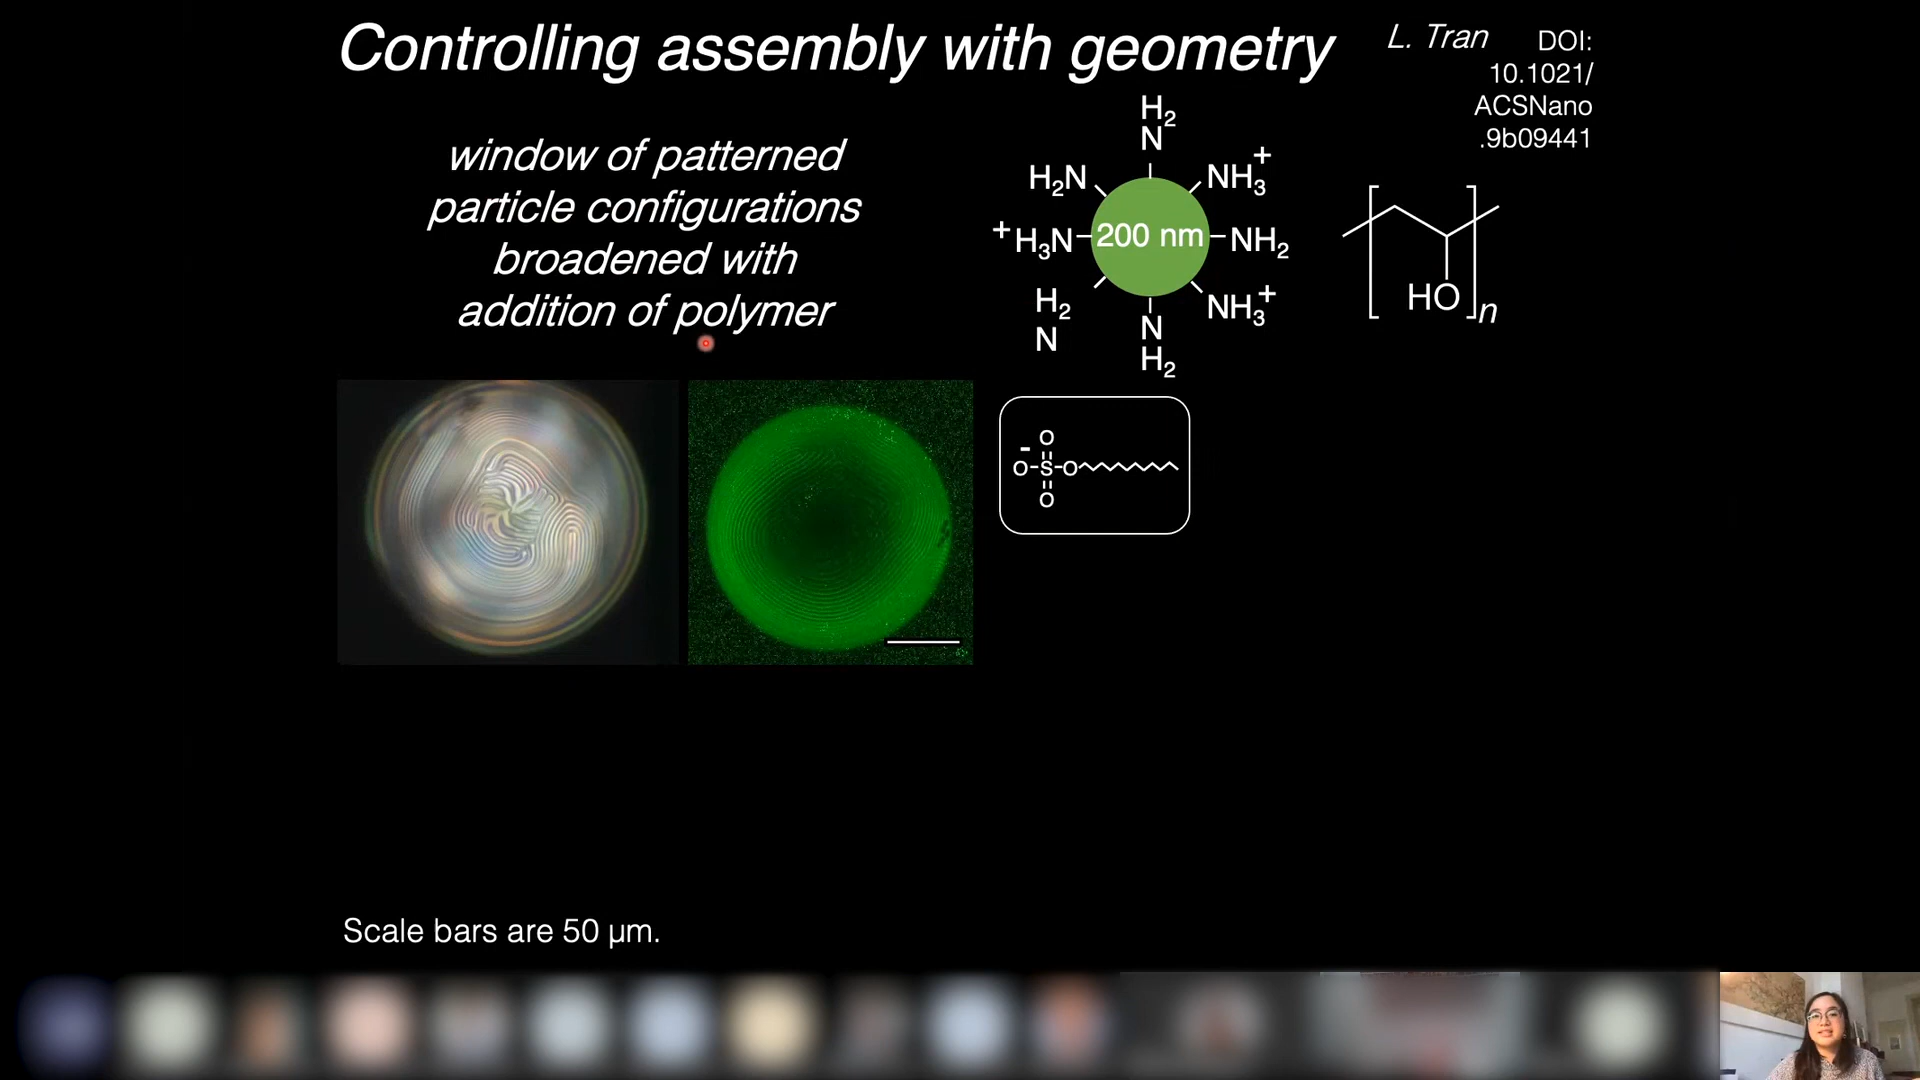 Controlling assembly with geometry
L. Tran
DOI:
10.1021/
ACSNano
.9b09441
window of patterned
particle configurations
broadened with
addition of polymer
H2
N
H2N
NH3+
+H3N
200 nm
NH2
H2
N
NH3+
N
H2
HO
n
O
-
O-S-O
O
Scale bars are 50 µm.